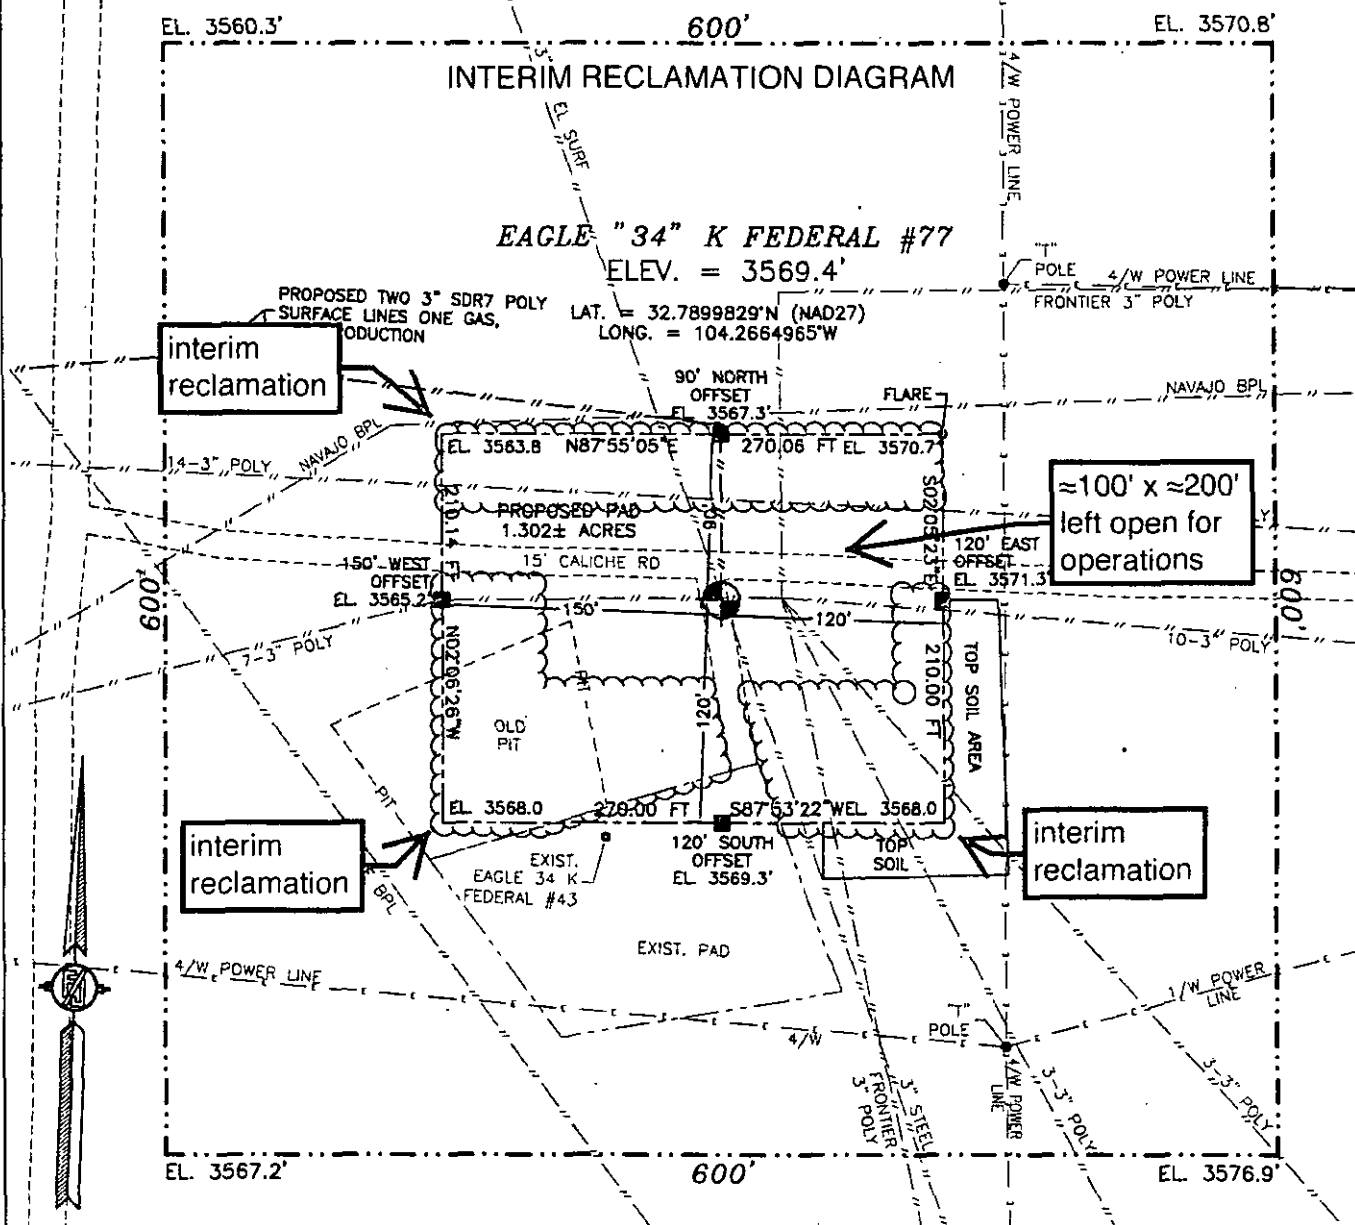 EL. 3560.3'
600'
EL. 3570.8'
INTERIM RECLAMATION DIAGRAM
3"
EL SURF
4/W POWER LINE
EAGLE "34" K FEDERAL #77
ELEV. = 3569.4'
"T"
POLE
4/W POWER LINE
FRONTIER 3" POLY
PROPOSED TWO 3" SDR7 POLY
SURFACE LINES ONE GAS,
ODUCTION
LAT. = 32.7899829°N (NAD27)
LONG. = 104.2664965°W
interim
reclamation
90' NORTH
OFFSET
EL 3567.3'
FLARE
NAVAJO BPL
NAVAJO BPL
EL 3563.8
N87°55'05"E
270.06 FT
EL 3570.7
14-3" POLY
≈100' x ≈200'
left open for
operations
210.14 FT
PROPOSED PAD
1.302± ACRES
90'
S02°05'23"E
Y
15' CALICHE RD
120' EAST
OFFSET
EL 3571.3'
150' WEST
OFFSET
EL 3565.2'
600'
600'
150'
120'
7-3" POLY
10-3" POLY
N02°06'26"W
210.00 FT
TOP SOIL AREA
PIT
OLD
PIT
120'
PIT
EL 3568.0
270.00 FT
S87°53'22"W
EL 3568.0
interim
reclamation
120' SOUTH
OFFSET
EL 3569.3'
TOP
SOIL
interim
reclamation
EXIST.
EAGLE 34 K
FEDERAL #43
BPL
EXIST. PAD
4/W POWER LINE
1/W POWER
LINE
"T"
POLE
4/W
3" STEEL
FRONTIER
3" POLY
4/W POWER
LINE
3-3" POLY
3-3" POLY
EL. 3567.2'
600'
EL. 3576.9'